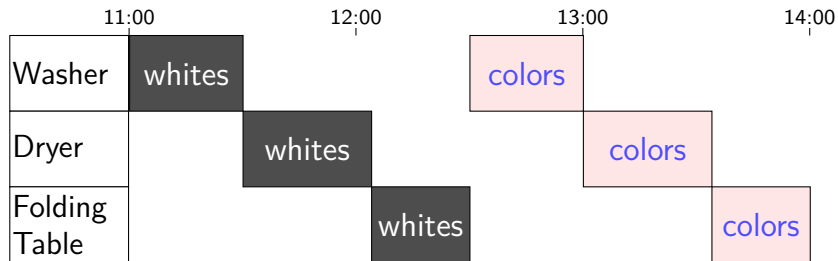 11:00 12:00 13:00 14:00
Washer whites colors
Dryer whites colors
Folding
Table whites colors